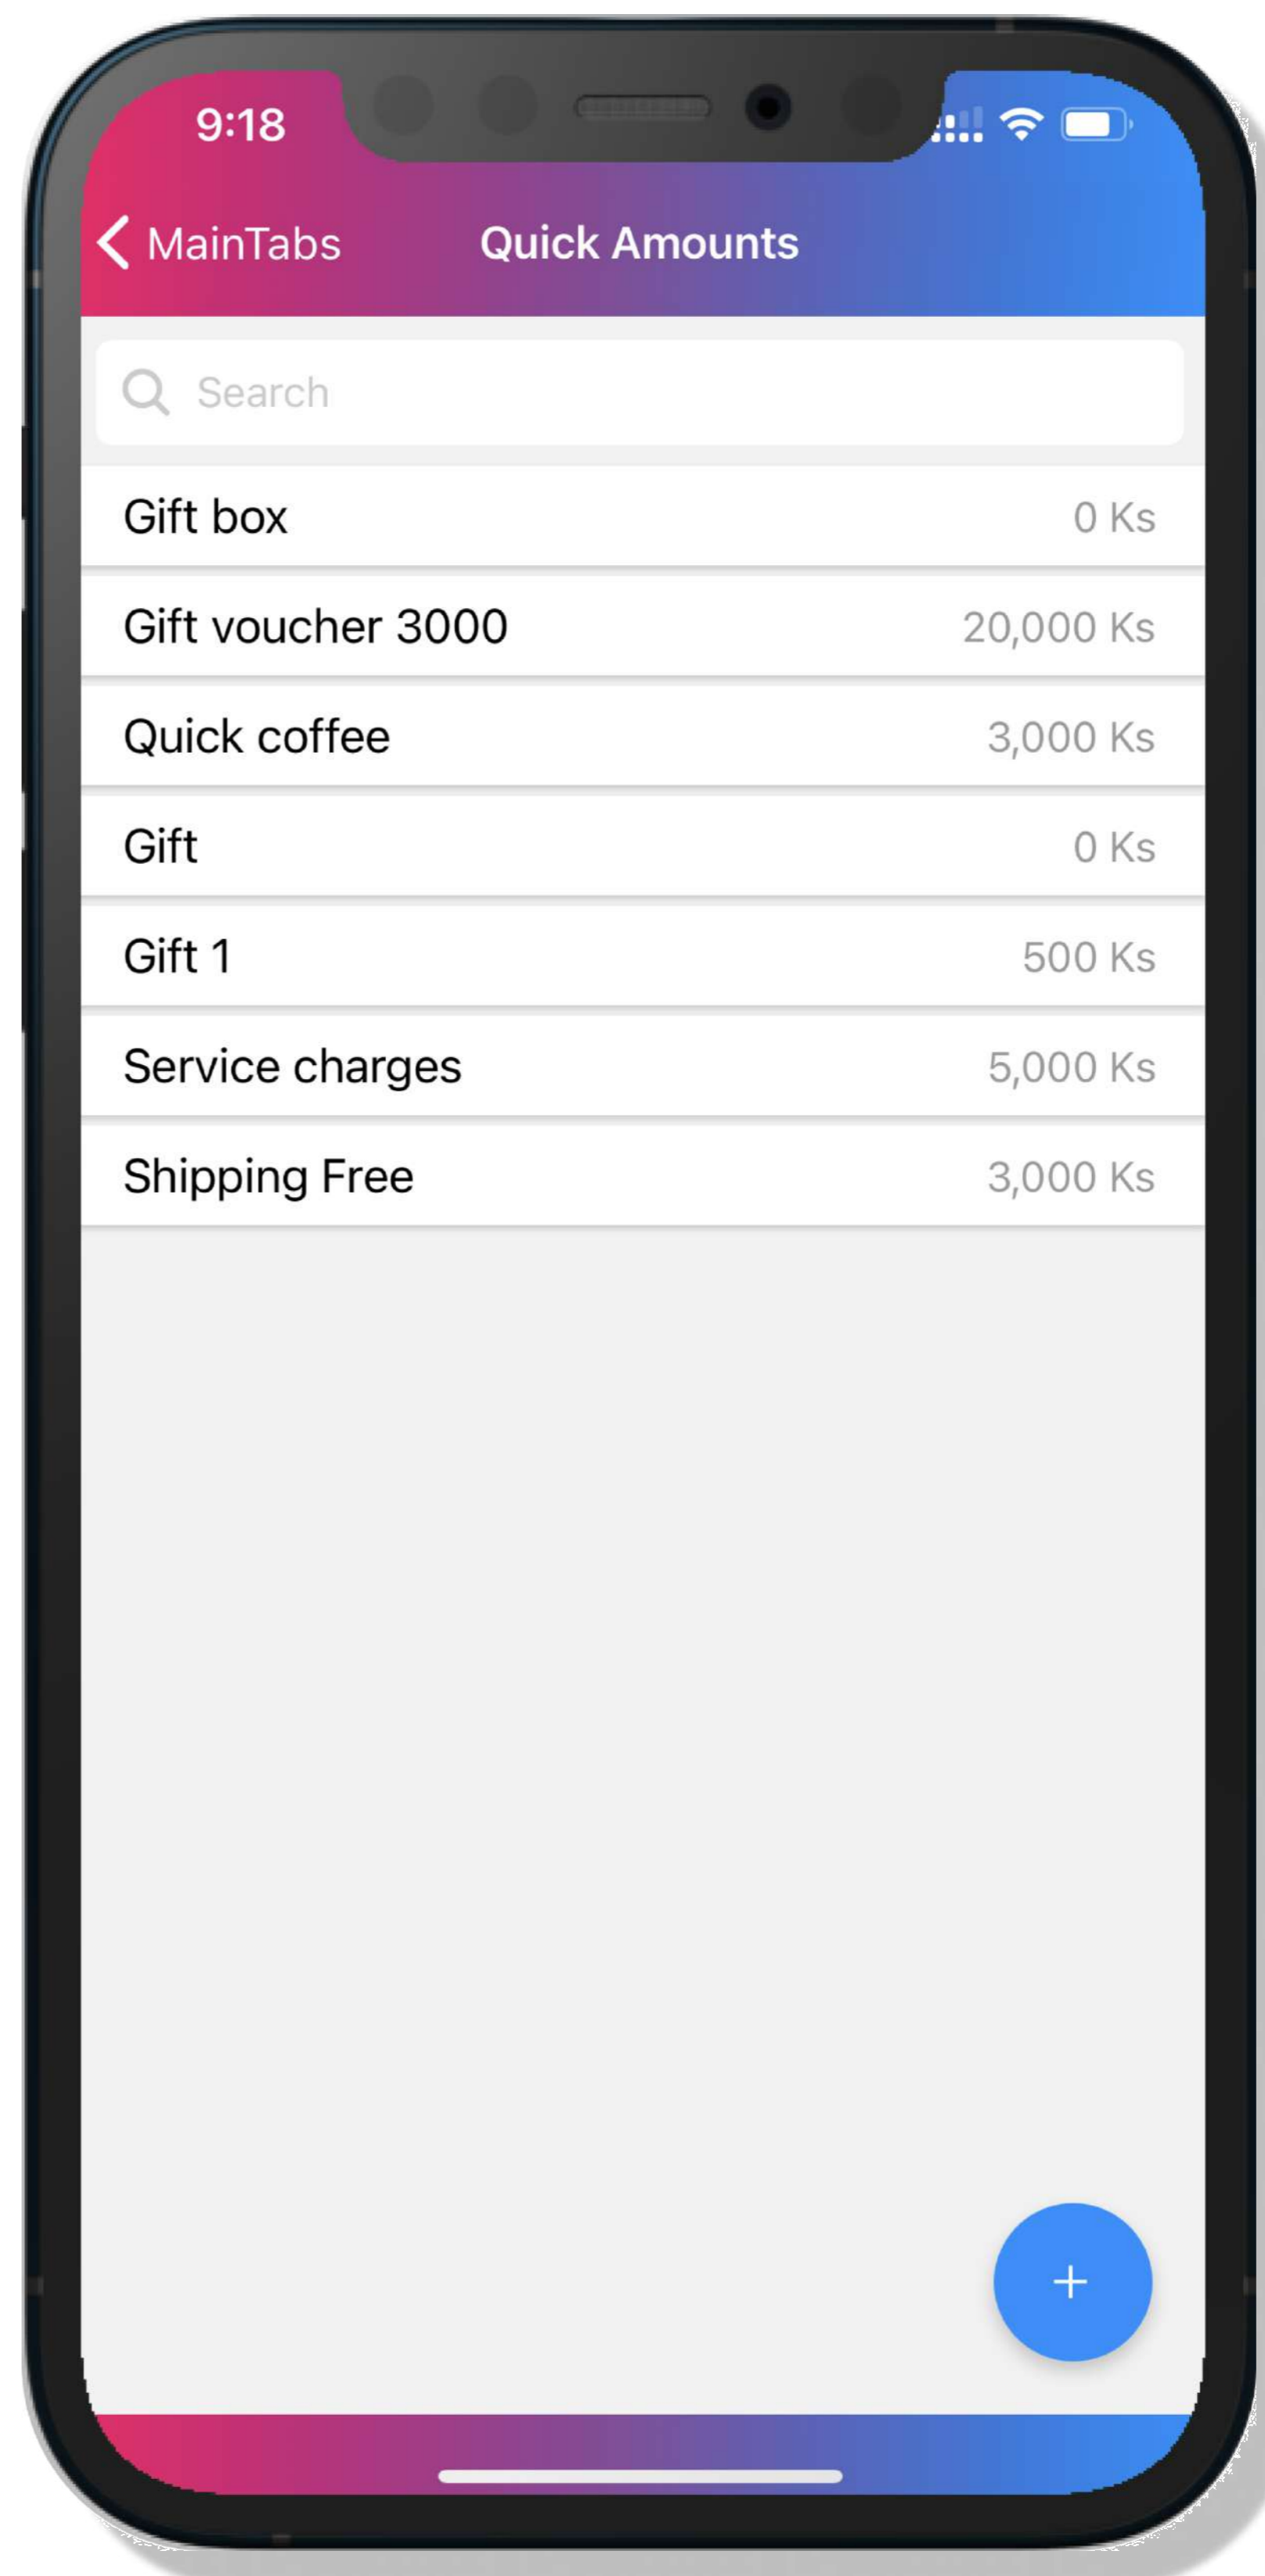 9:18
MainTabs Quick Amounts
Search
Gift box 0 Ks
Gift voucher 3000 20,000 Ks
Quick coffee 3,000 Ks
Gift 0 Ks
Gift 1 500 Ks
Service charges 5,000 Ks
Shipping Free 3,000 Ks
+